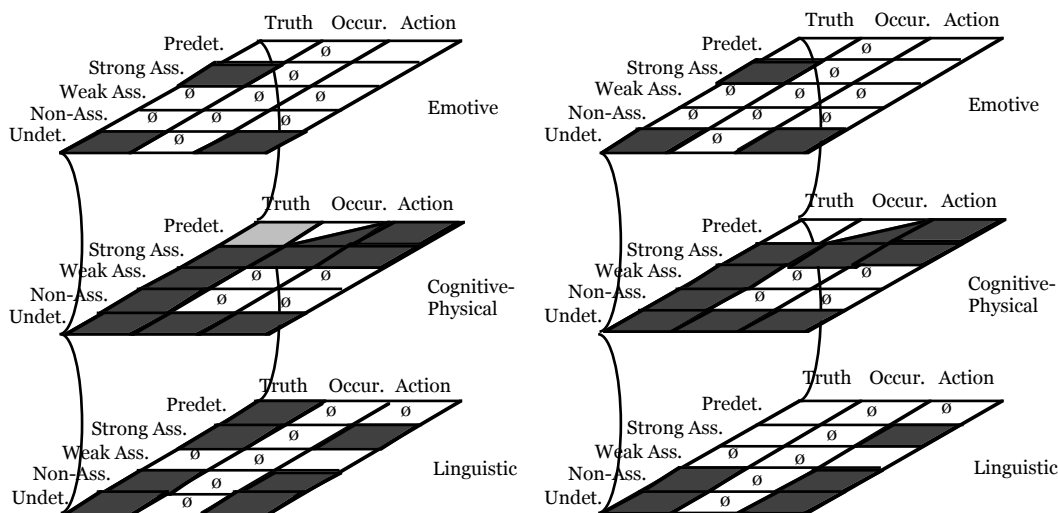 Truth Occur. Action
Predet. ø
Strong Ass. ø
Weak Ass. ø ø ø
Non-Ass. ø ø
Undet. ø
Emotive
Truth Occur. Action
Predet.
Strong Ass.
Weak Ass. ø ø
Non-Ass. ø ø
Undet.
Cognitive-
Physical
Truth Occur. Action
Predet. ø ø
Strong Ass. ø
Weak Ass. ø ø
Non-Ass. ø
Undet. ø
Linguistic
Truth Occur. Action
Predet. ø
Strong Ass.
Weak Ass. ø ø ø
Non-Ass. ø ø
Undet. ø
Emotive
Truth Occur. Action
Predet.
Strong Ass.
Weak Ass. ø
Non-Ass. ø ø
Undet.
Cognitive-
Physical
Truth Occur. Action
Predet. ø ø
Strong Ass. ø
Weak Ass. ø ø
Non-Ass. ø
Undet. ø
Linguistic